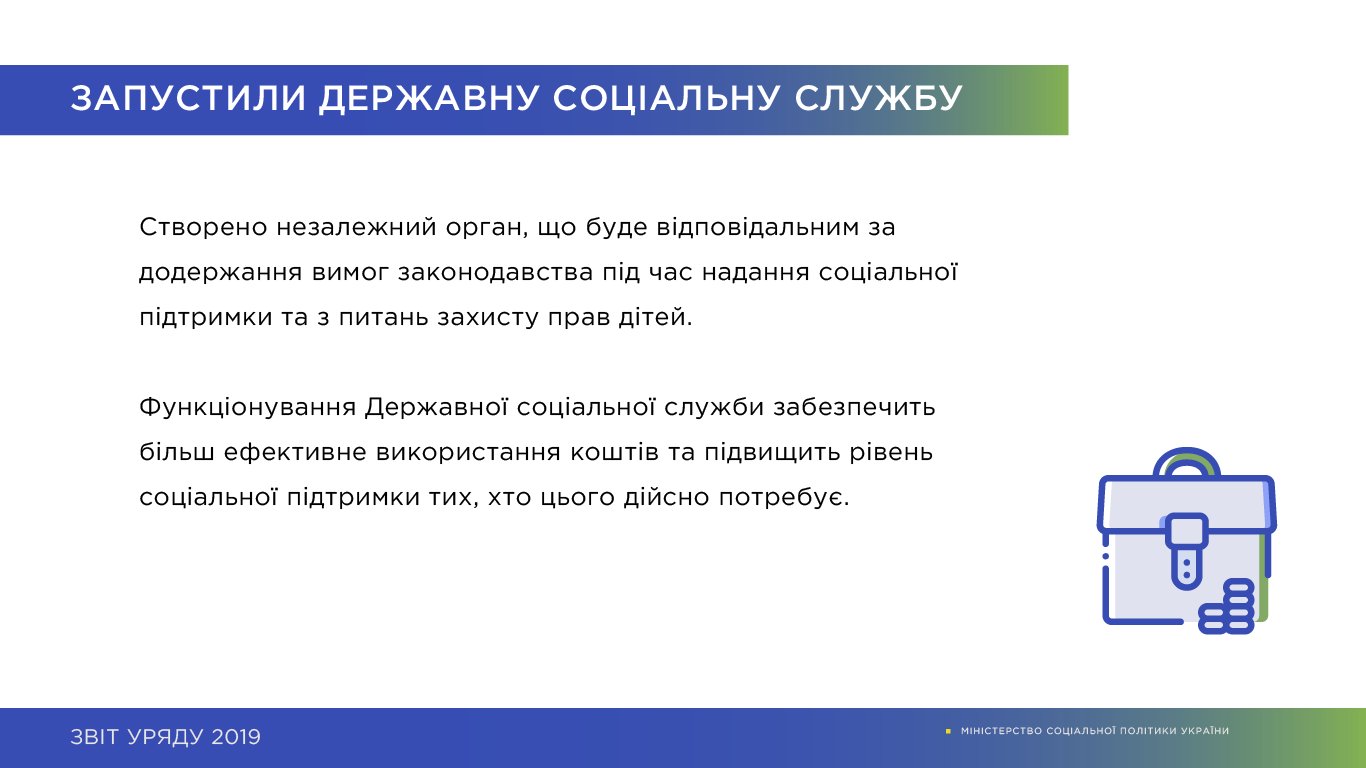 ЗАПУСТИЛИ ДЕРЖАВНУ СОЦІАЛЬНУ СЛУЖБУ
Створено незалежний орган, що буде відповідальним за
додержання вимог законодавства під час надання соціальної
підтримки та з питань захисту прав дітей.
Функціонування Державної соціальної служби забезпечить
більш ефективне використання коштів та підвищить рівень
соціальної підтримки тих, хто цього дійсно потребує.
ЗВІТ УРЯДУ 2019
МІНІСТЕРСТВО СОЦІАЛЬНОЇ ПОЛІТИКИ УКРАЇНИ